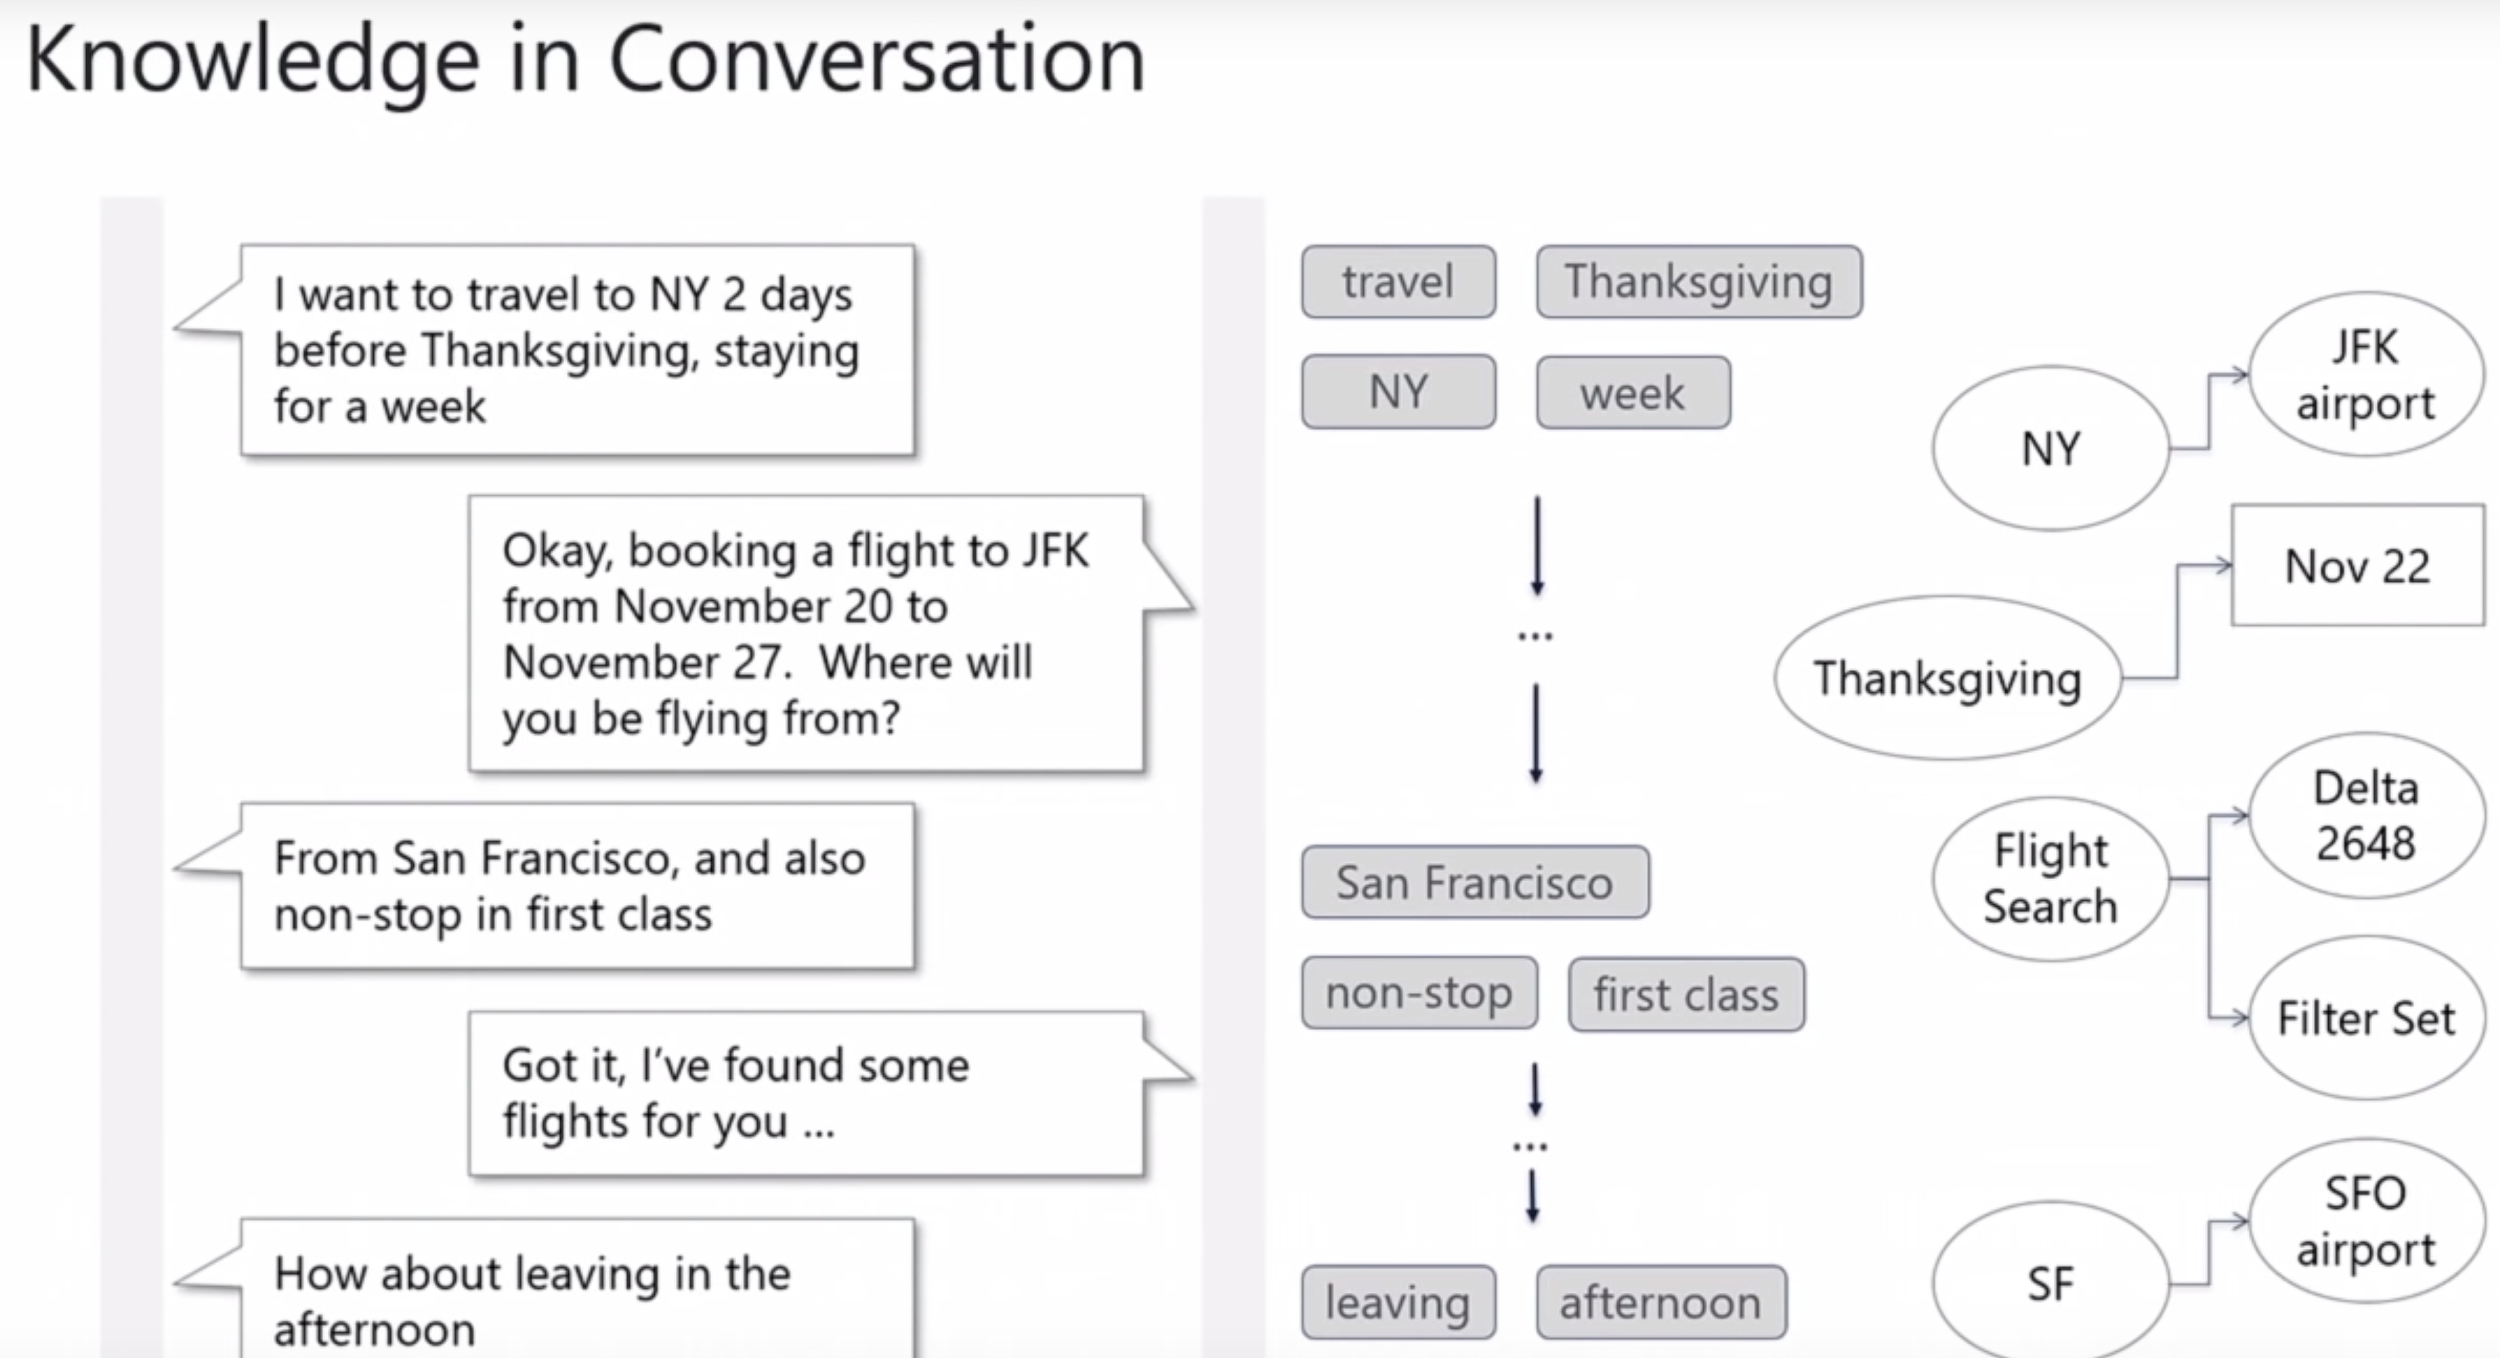 Knowledge in Conversation
I want to travel to NY 2 days
before Thanksgiving, staying
for a week
Okay, booking a flight to JFK
from November 20 to
November 27.  Where will
you be flying from?
From San Francisco, and also
non-stop in first class
Got it, I've found some
flights for you ...
How about leaving in the
afternoon
travel
Thanksgiving
NY
week
...
San Francisco
non-stop
first class
...
leaving
afternoon
NY
JFK
airport
Thanksgiving
Nov 22
Flight
Search
Delta
2648
Filter Set
SF
SFO
airport